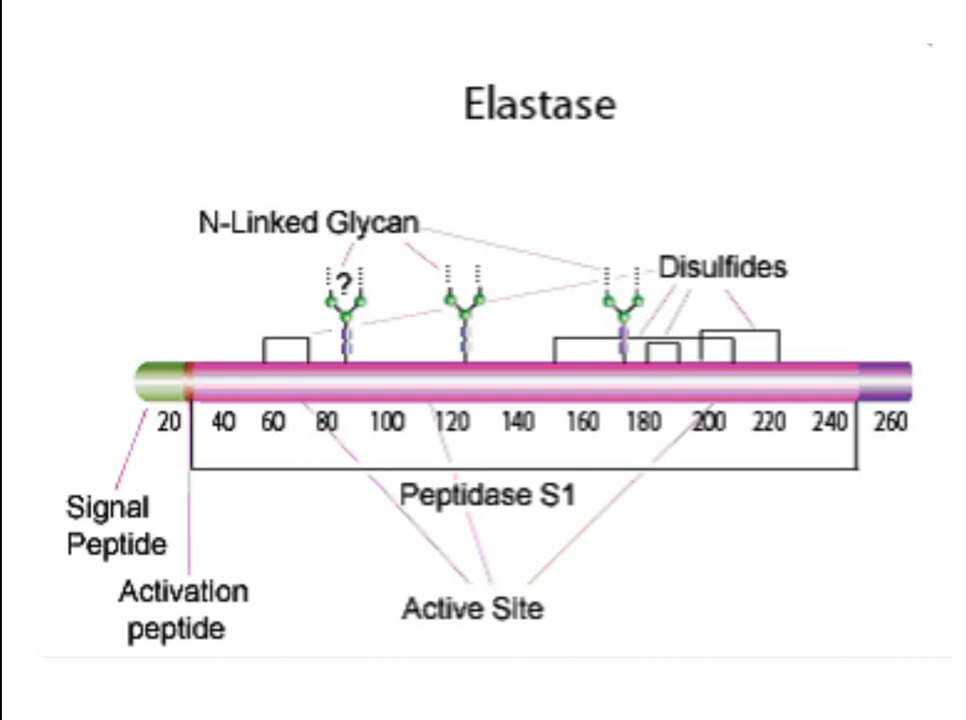 Elastase
N-Linked Glycan
?
Disulfides
20 40 60 80 100 120 140 160 180 200 220 240 260
Peptidase S1
Signal
Peptide
Activation
peptide
Active Site